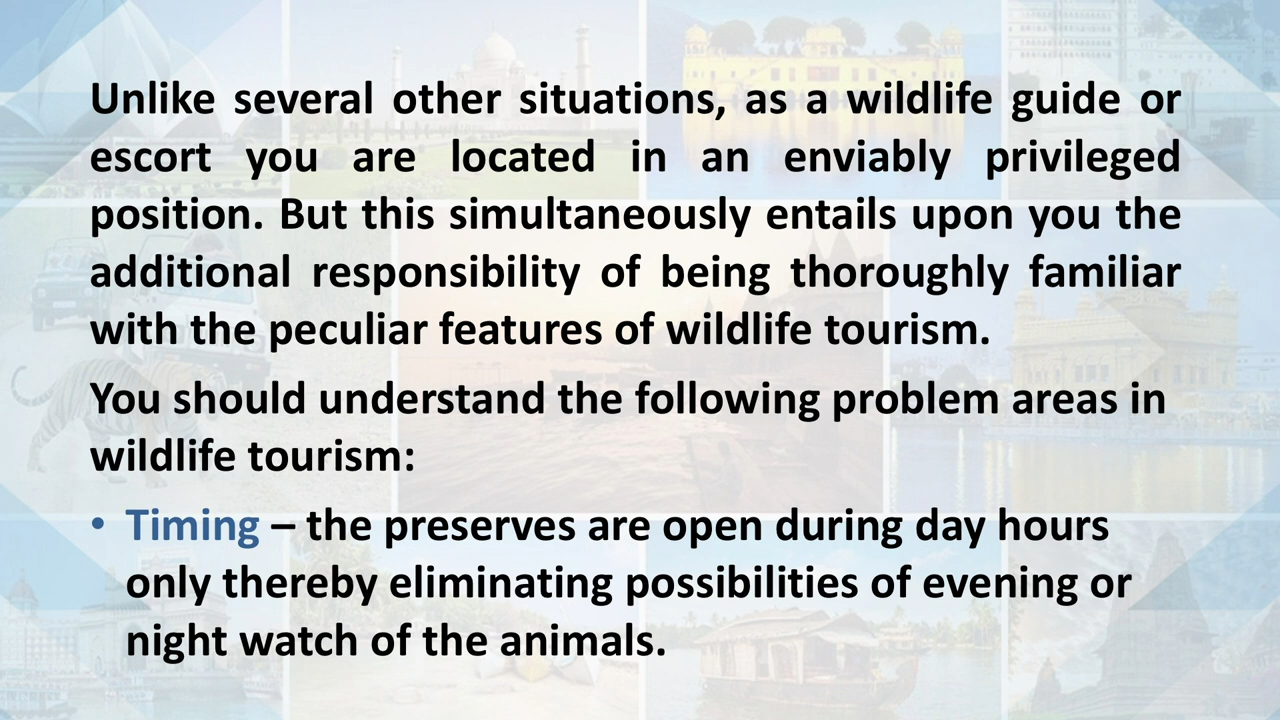 Unlike several other situations, as a wildlife guide or
escort you are located in an enviably privileged
position. But this simultaneously entails upon you the
additional responsibility of being thoroughly familiar
with the peculiar features of wildlife tourism.
You should understand the following problem areas in
wildlife tourism:
• Timing – the preserves are open during day hours
only thereby eliminating possibilities of evening or
night watch of the animals.